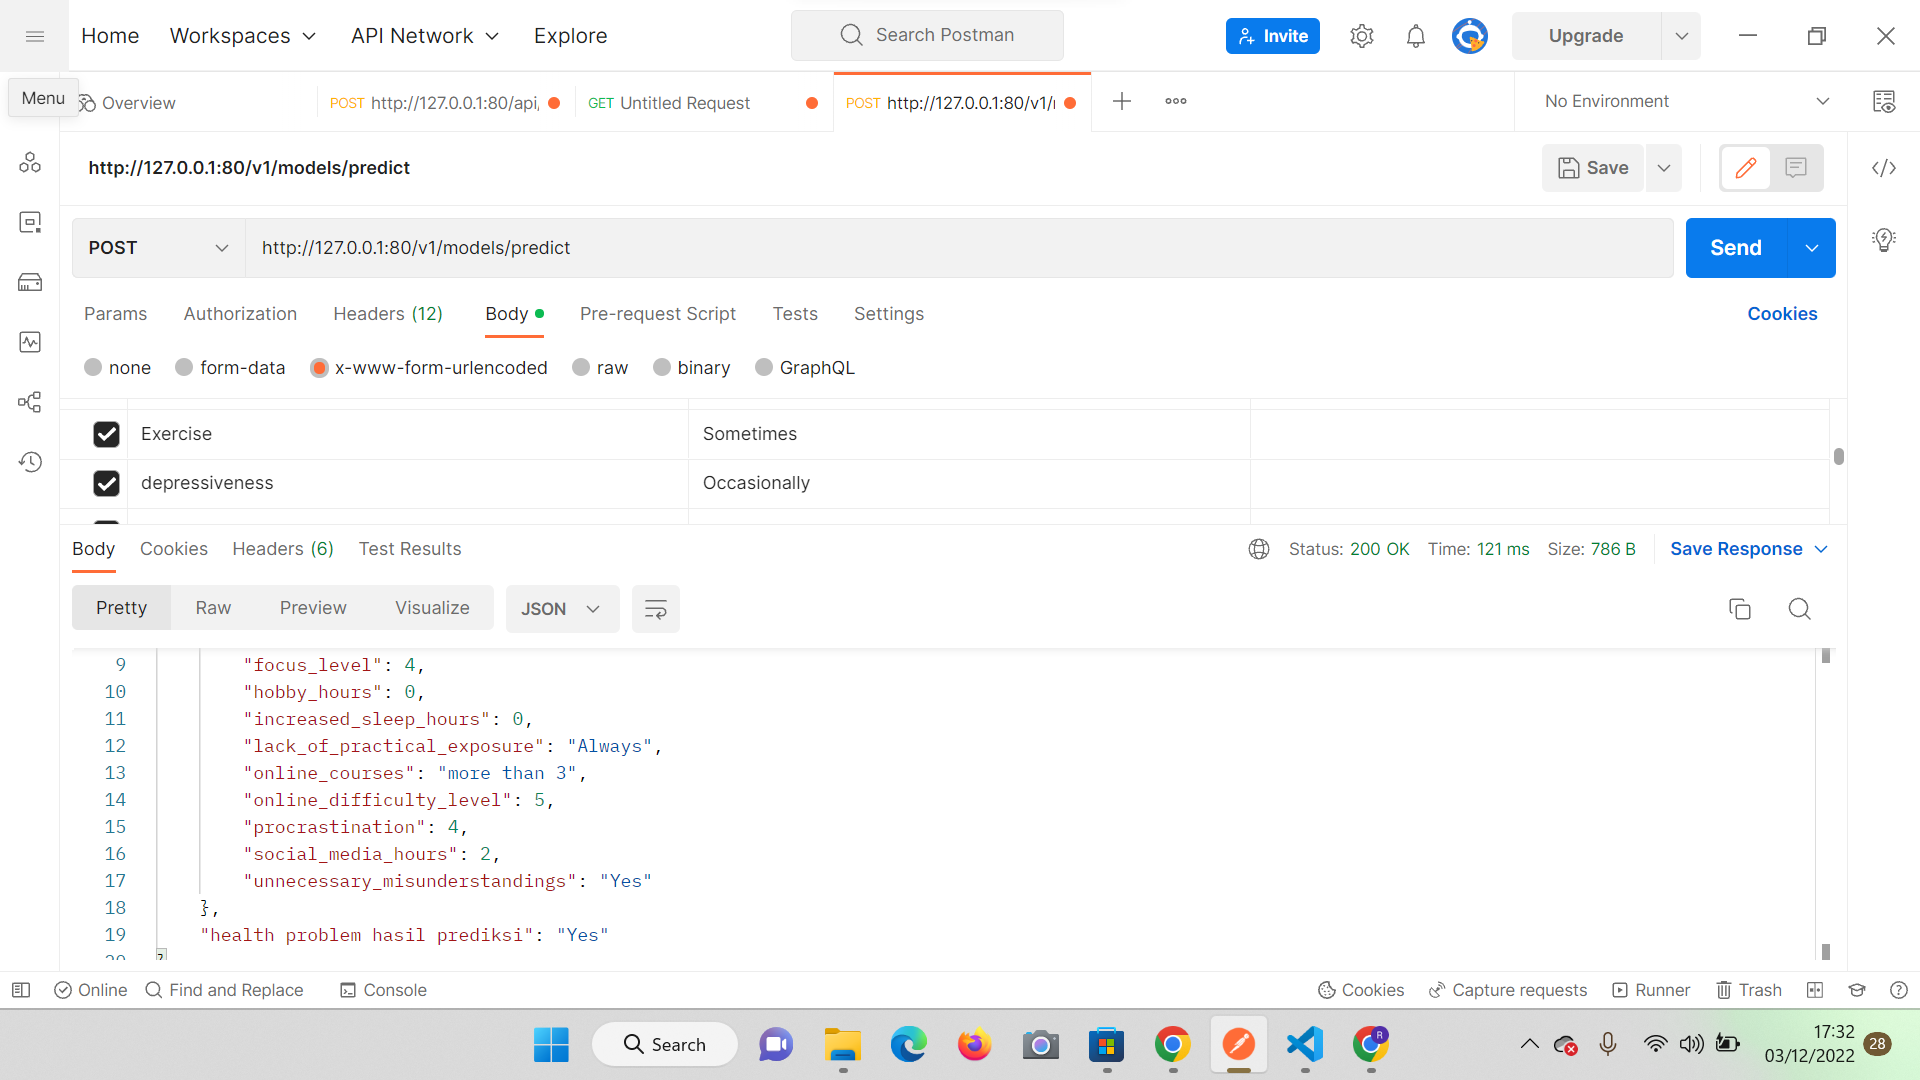 Home
Workspaces
API Network
Explore
Search Postman
Invite
Upgrade
Menu
Overview
POST http://127.0.0.1:80/api,
GET Untitled Request
POST http://127.0.0.1:80/v1/
No Environment
http://127.0.0.1:80/v1/models/predict
Save
POST
http://127.0.0.1:80/v1/models/predict
Send
Params
Authorization
Headers (12)
Body
Pre-request Script
Tests
Settings
Cookies
none
form-data
x-www-form-urlencoded
raw
binary
GraphQL
Exercise Sometimes
depressiveness Occasionally
Body
Cookies
Headers (6)
Test Results
Status: 200 OK
Time: 121 ms
Size: 786 B
Save Response
Pretty
Raw
Preview
Visualize
JSON
9 "focus_level": 4,
10 "hobby_hours": 0,
11 "increased_sleep_hours": 0,
12 "lack_of_practical_exposure": "Always",
13 "online_courses": "more than 3",
14 "online_difficulty_level": 5,
15 "procrastination": 4,
16 "social_media_hours": 2,
17 "unnecessary_misunderstandings": "Yes"
18 },
19 "health problem hasil prediksi": "Yes"
20 }
Online
Find and Replace
Console
Cookies
Capture requests
Runner
Trash
Search
R
17:32
03/12/2022
28